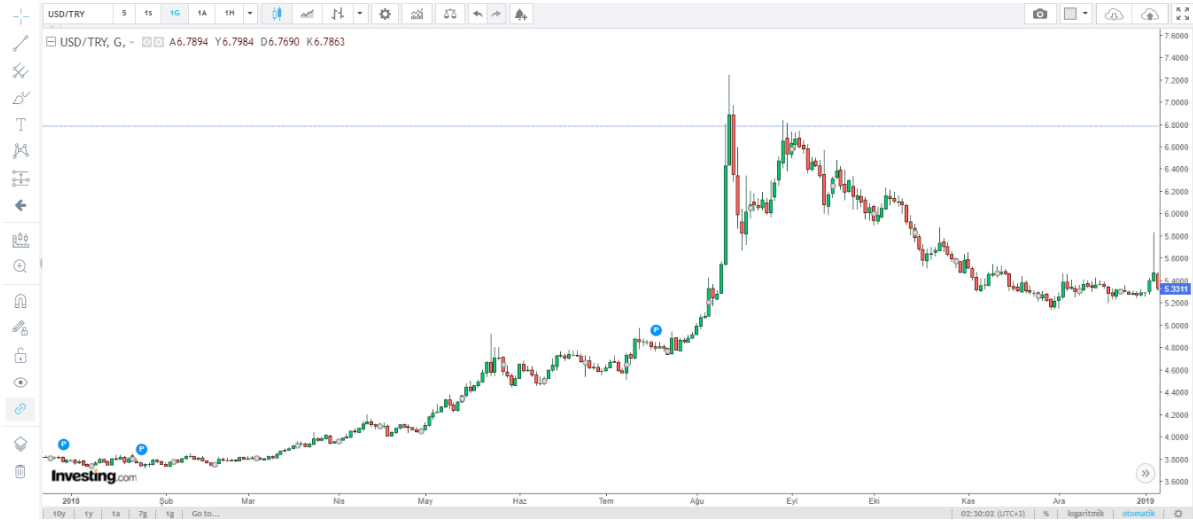 USD/TRY 5 1s 1G 1A 1H
USD/TRY, G, A6.7894 Y6.7984 D6.7690 K6.7863
7.6000
7.4000
7.2000
7.0000
6.8000
6.6000
6.4000
6.2000
6.0000
5.8000
5.6000
5.4000
5.3311
5.2000
5.0000
4.8000
4.6000
4.4000
4.2000
4.0000
3.8000
3.6000
P
P
P
Investing.com
2018 Şub Mar Nis May Haz Tem Ağu Eyl Eki Kas Ara 2019
10y 1y 1a 7g 1g Go to... 02:30:02 (UTC+3) % logaritmik otomatik